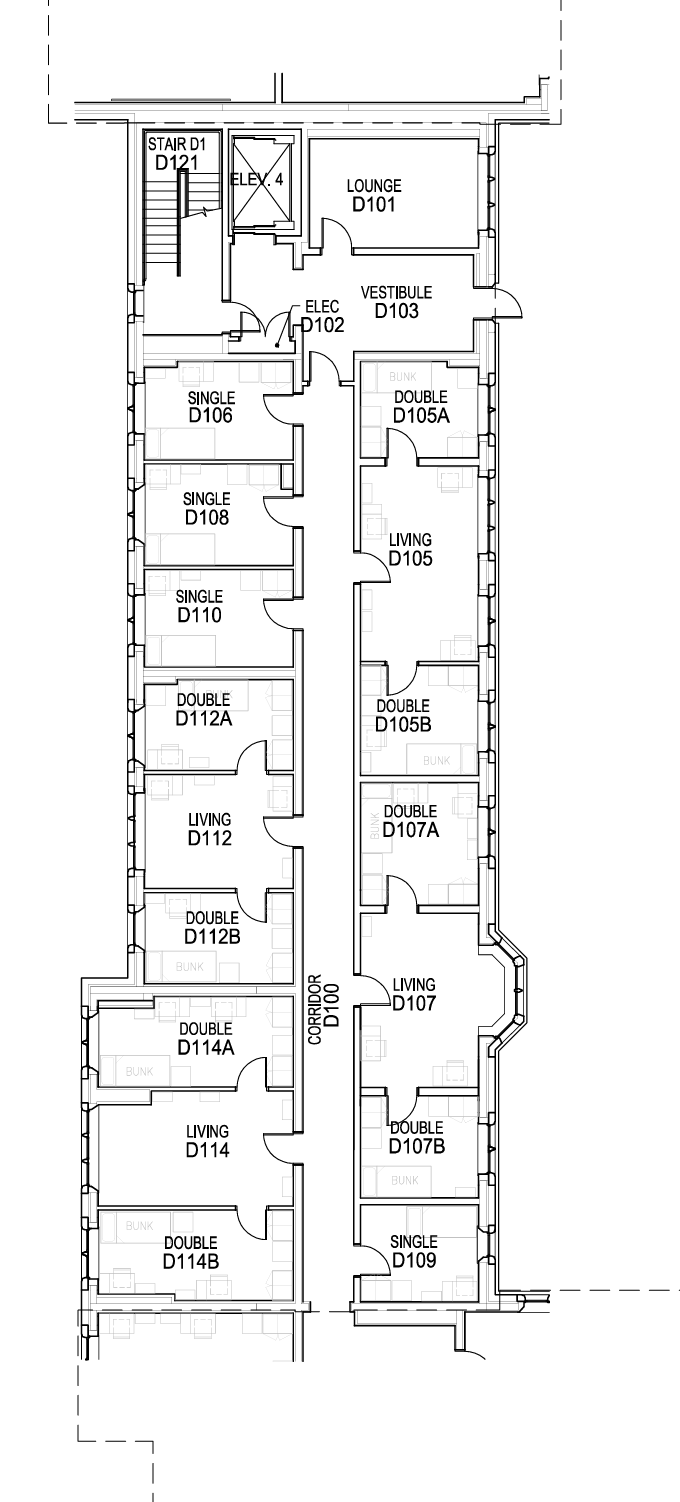 STAIR D1
D121
ELEV. 4
LOUNGE
D101
ELEC
D102
VESTIBULE
D103
SINGLE
D106
BUNK
DOUBLE
D105A
SINGLE
D108
LIVING
D105
SINGLE
D110
BUNK
DOUBLE
D112A
DOUBLE
D105B
BUNK
LIVING
D112
DOUBLE
D107A
BUNK
DOUBLE
D112B
BUNK
CORRIDOR
D100
LIVING
D107
DOUBLE
D114A
BUNK
LIVING
D114
DOUBLE
D107B
BUNK
BUNK
DOUBLE
D114B
SINGLE
D109